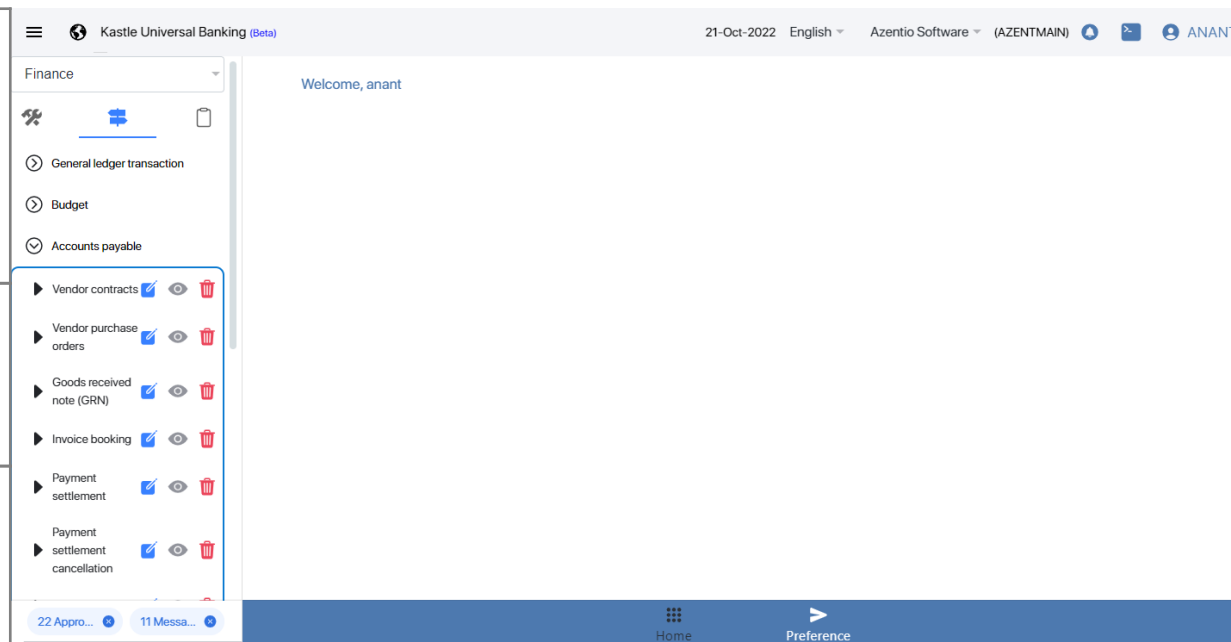 Kastle Universal Banking (Beta)
21-Oct-2022 English Azentio Software (AZENTMAIN) ANANT
Finance
Welcome, anant
General ledger transaction
Budget
Accounts payable
Vendor contracts
Vendor purchase
orders
Goods received
note (GRN)
Invoice booking
Payment
settlement
Payment
settlement
cancellation
22 Appro... 11 Messa...
Home Preference